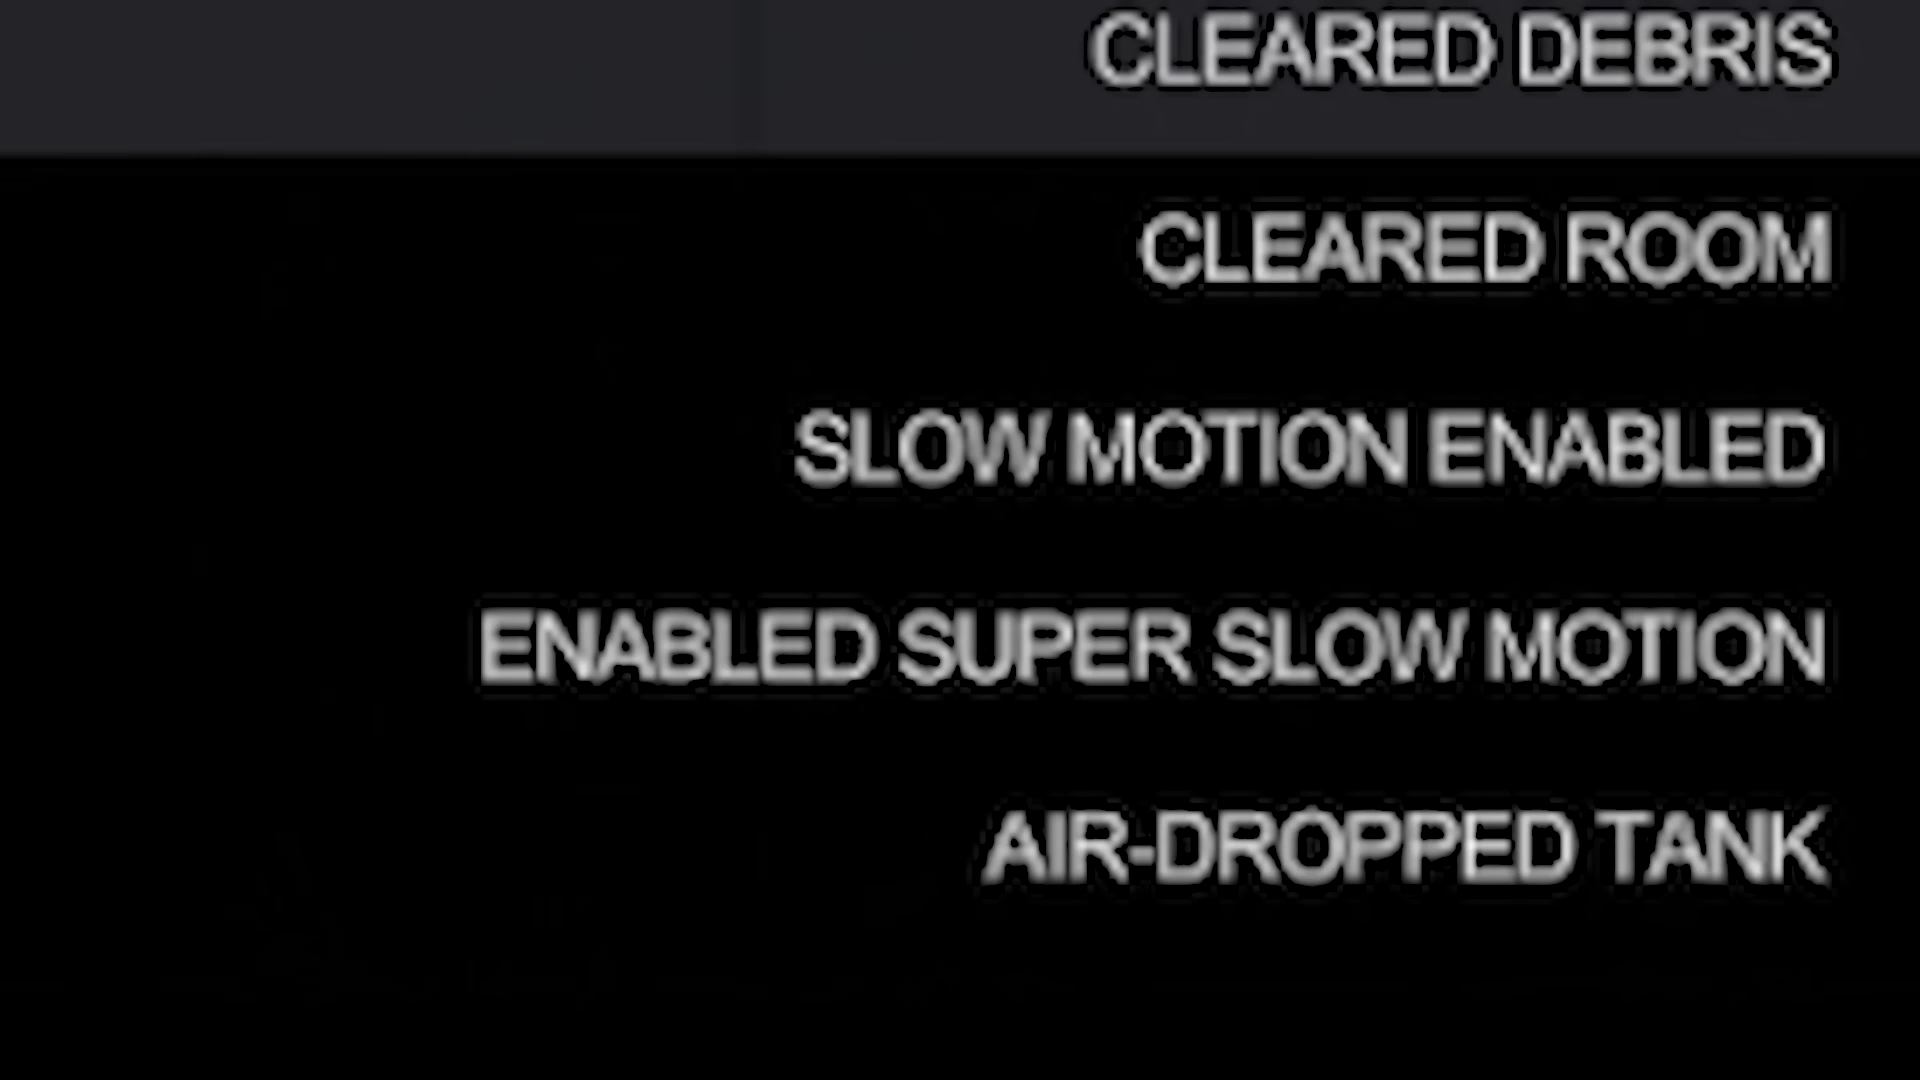 CLEARED DEBRIS
CLEARED ROOM
SLOW MOTION ENABLED
ENABLED SUPER SLOW MOTION
AIR-DROPPED TANK